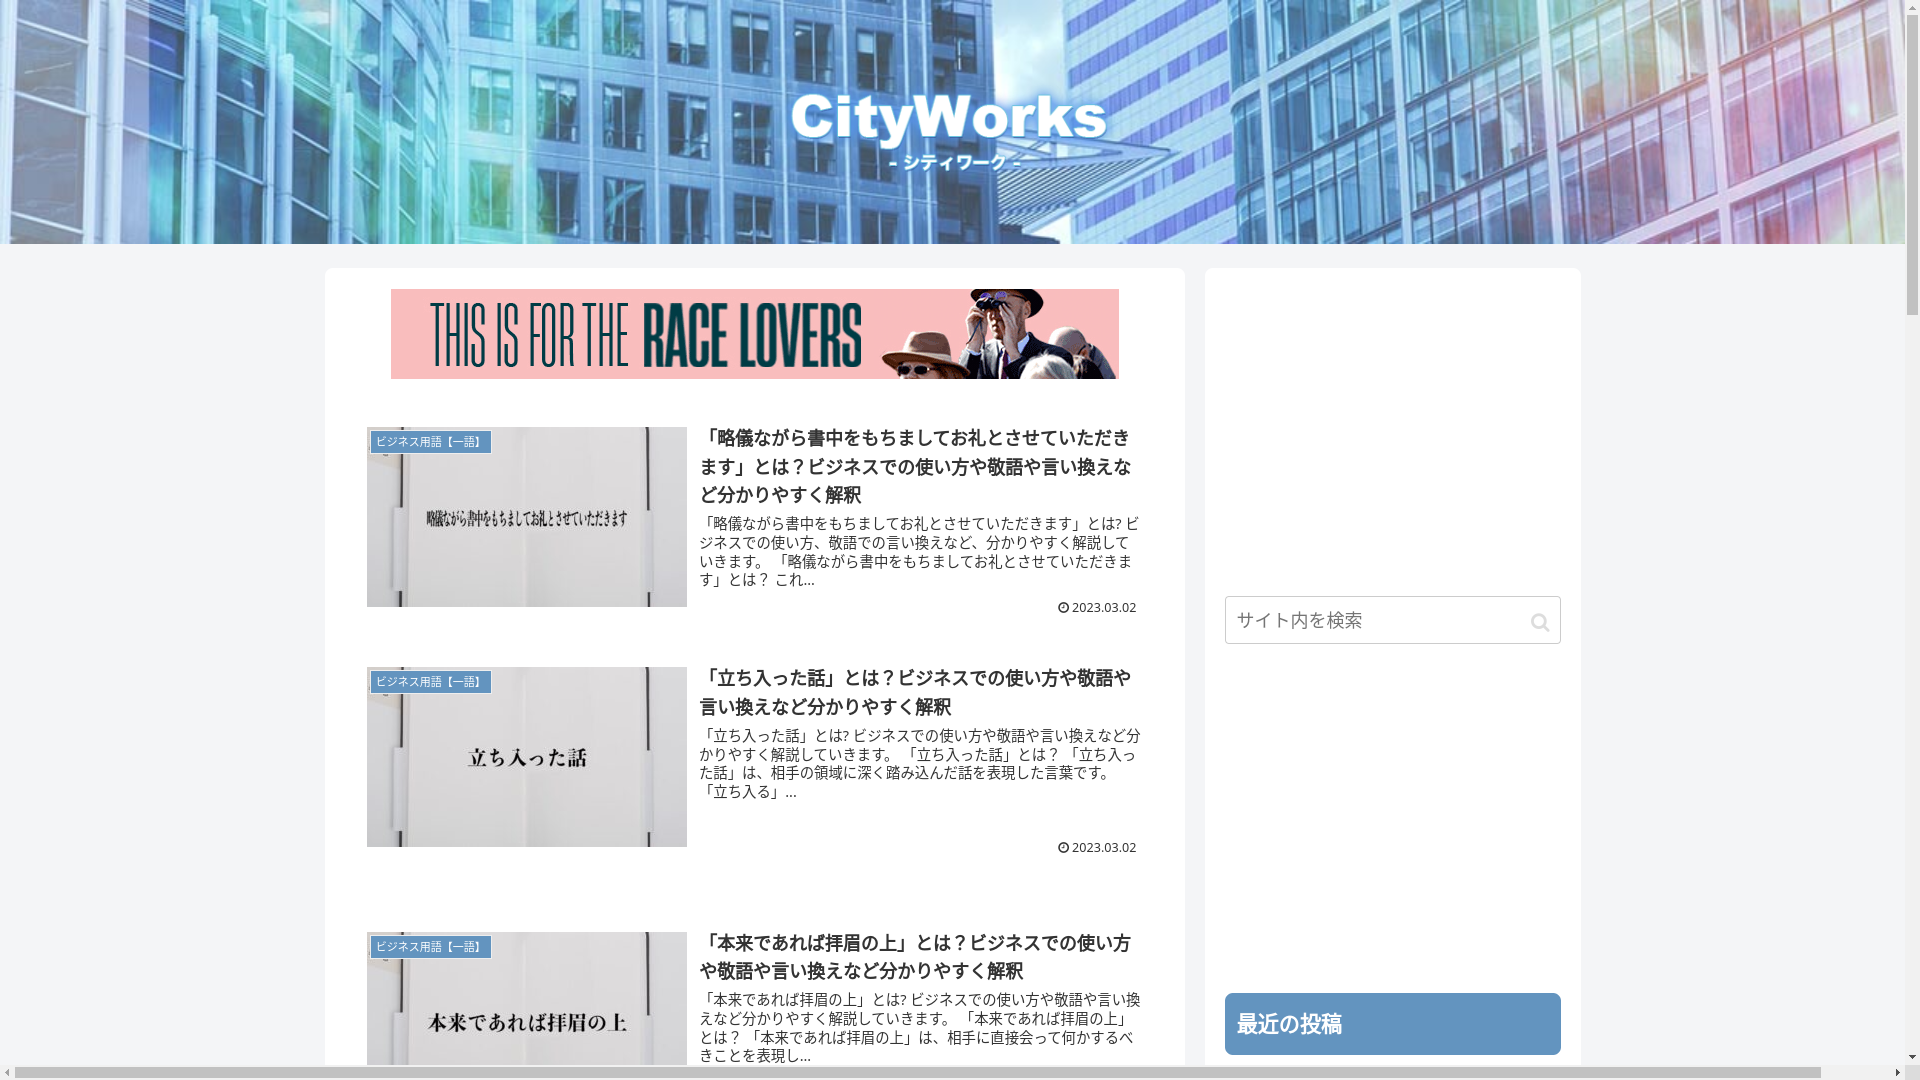 CityWorks
- シティワーク -
THIS IS FOR THE RACE LOVERS
ビジネス用語【一語】
略儀ながら書中をもちましてお礼とさせていただきます
「略儀ながら書中をもちましてお礼とさせていただき
ます」とは？ビジネスでの使い方や敬語や言い換えな
ど分かりやすく解釈
「略儀ながら書中をもちましてお礼とさせていただきます」とは? ビ
ジネスでの使い方、敬語での言い換えなど、分かりやすく解説して
いきます。 「略儀ながら書中をもちましてお礼とさせていただきま
す」とは？ これ...
2023.03.02
サイト内を検索
ビジネス用語【一語】
立ち入った話
「立ち入った話」とは？ビジネスでの使い方や敬語や
言い換えなど分かりやすく解釈
「立ち入った話」とは? ビジネスでの使い方や敬語や言い換えなど分
かりやすく解説していきます。 「立ち入った話」とは？ 「立ち入っ
た話」は、相手の領域に深く踏み込んだ話を表現した言葉です。
「立ち入る」...
2023.03.02
ビジネス用語【一語】
本来であれば拝眉の上
「本来であれば拝眉の上」とは？ビジネスでの使い方
や敬語や言い換えなど分かりやすく解釈
「本来であれば拝眉の上」とは? ビジネスでの使い方や敬語や言い換
えなど分かりやすく解説していきます。 「本来であれば拝眉の上」
とは？ 「本来であれば拝眉の上」は、相手に直接会って何かするべ
きことを表現し...
最近の投稿